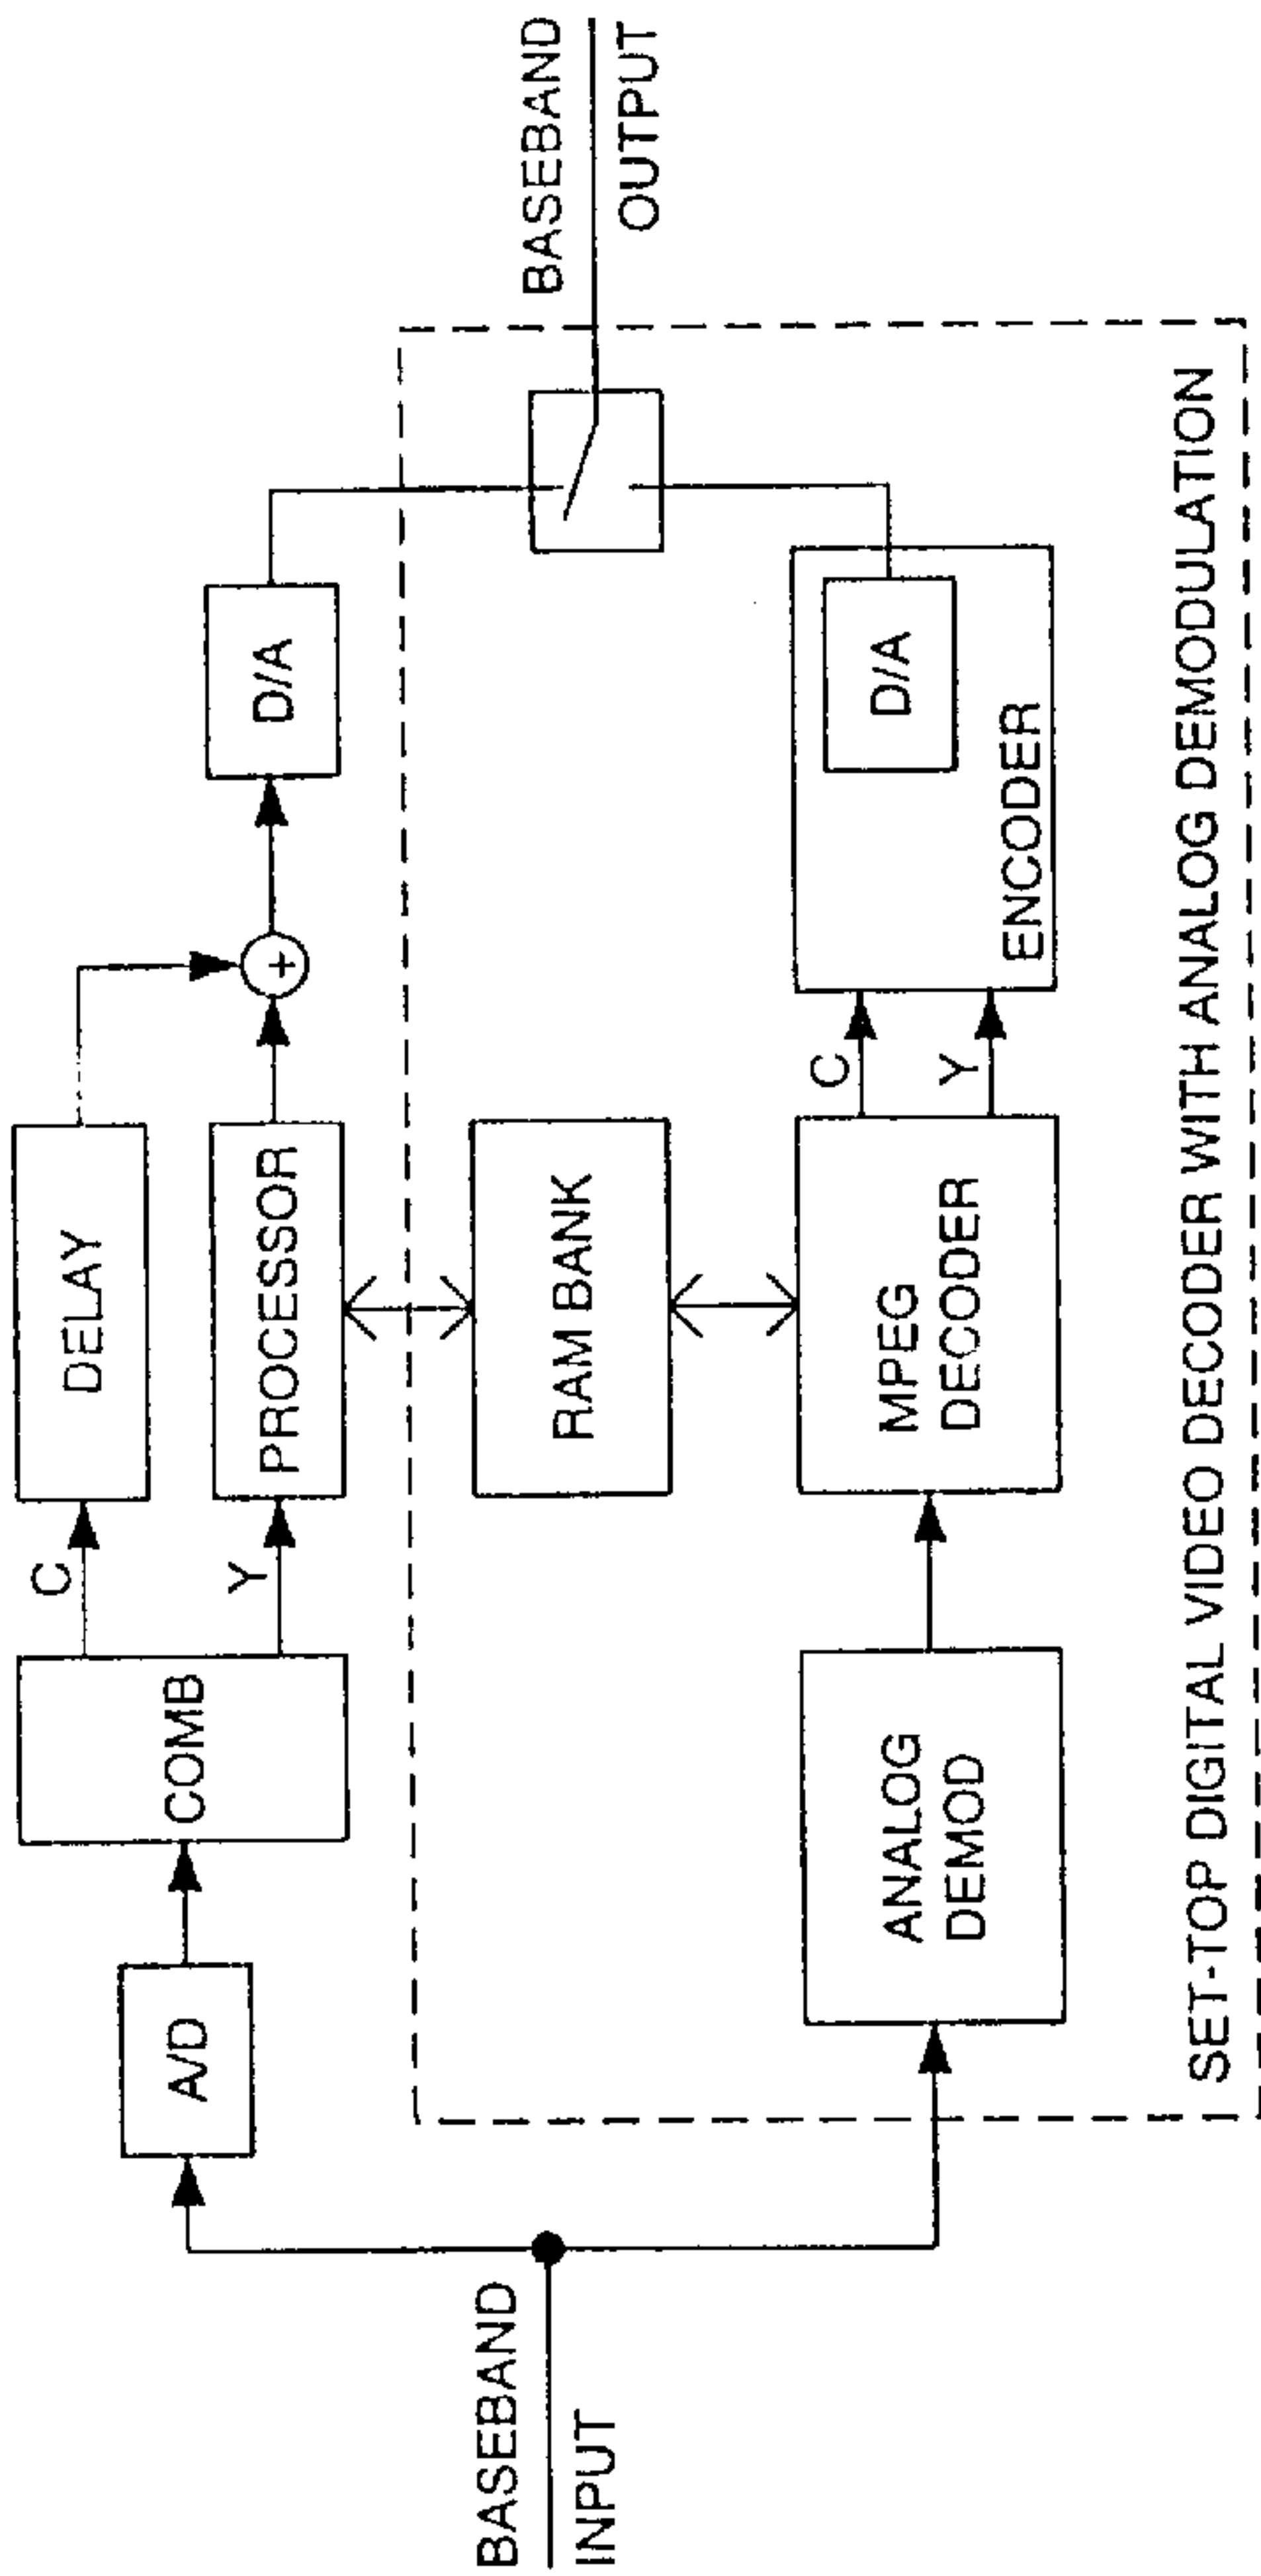 BASEBAND
INPUT
A/D
COMB
C
Y
DELAY
PROCESSOR
+
D/A
BASEBAND
OUTPUT
RAM BANK
ANALOG
DEMOD
MPEG
DECODER
C
Y
D/A
ENCODER
SET-TOP DIGITAL VIDEO DECODER WITH ANALOG DEMODULATION